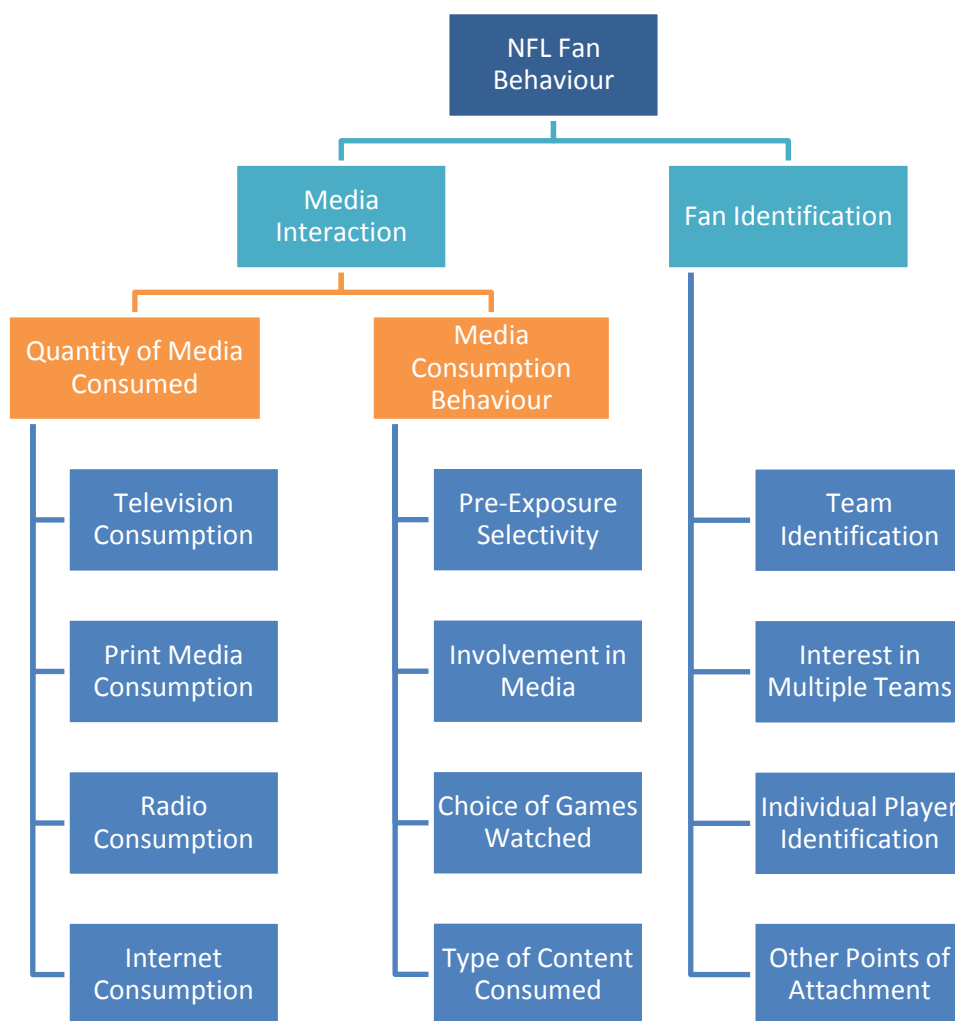 NFL Fan
Behaviour
Media
Interaction
Fan Identification
Quantity of Media
Consumed
Media
Consumption
Behaviour
Television
Consumption
Pre-Exposure
Selectivity
Team
Identification
Print Media
Consumption
Involvement in
Media
Interest in
Multiple Teams
Radio
Consumption
Choice of Games
Watched
Individual Player
Identification
Internet
Consumption
Type of Content
Consumed
Other Points of
Attachment